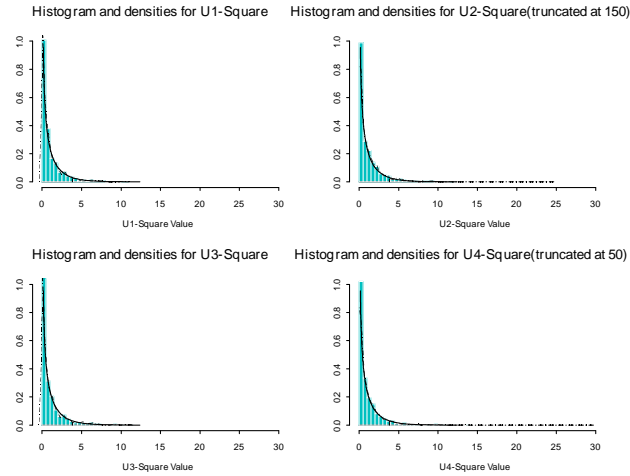 Histogram and densities for U1-Square
1.0
0.8
0.6
0.4
0.2
0.0
0 5 10 15 20 25 30
U1-Square Value
Histogram and densities for U2-Square(truncated at 150)
1.0
0.8
0.6
0.4
0.2
0.0
0 5 10 15 20 25 30
U2-Square Value
Histogram and densities for U3-Square
1.0
0.8
0.6
0.4
0.2
0.0
0 5 10 15 20 25 30
U3-Square Value
Histogram and densities for U4-Square(truncated at 50)
1.0
0.8
0.6
0.4
0.2
0.0
0 5 10 15 20 25 30
U4-Square Value